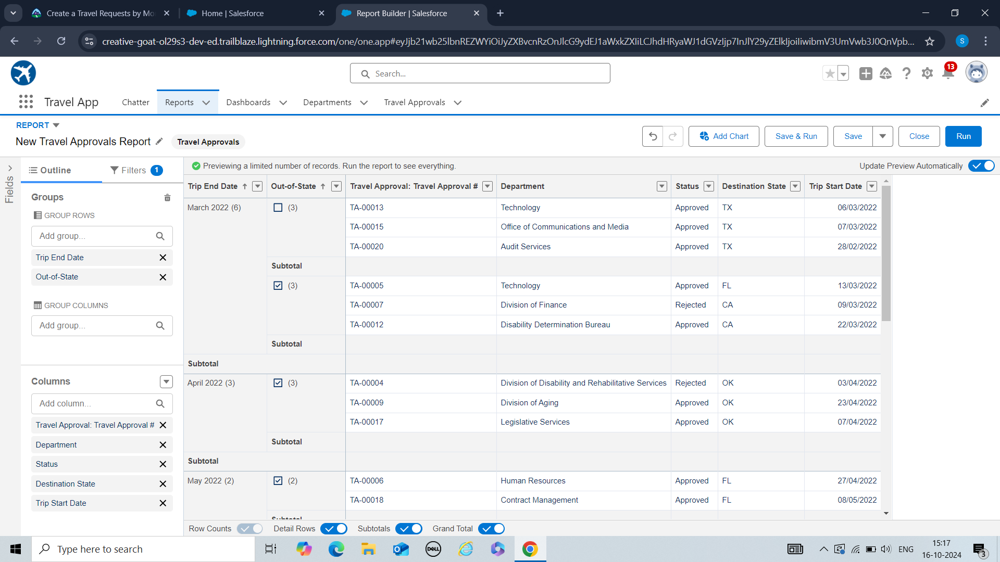 Create a Travel Requests by Mo
Home | Salesforce
Report Builder | Salesforce
creative-goat-ol29s3-dev-ed.trailblaze.lightning.force.com/one/one.app#
S
Search...
13
Travel App
Chatter
Reports
Dashboards
Departments
Travel Approvals
REPORT
New Travel Approvals Report
Travel Approvals
Add Chart
Save & Run
Save
Close
Run
Fields
Outline
Filters 1
Previewing a limited number of records. Run the report to see everything.
Update Preview Automatically
Groups
GROUP ROWS
Add group...
Trip End Date
Out-of-State
GROUP COLUMNS
Add group...
Columns
Add column...
Travel Approval: Travel Approval #
Department
Status
Destination State
Trip Start Date
Trip End Date Out-of-State Travel Approval: Travel Approval # Department Status Destination State Trip Start Date
March 2022 (6) (3) TA-00013 Technology Approved TX 06/03/2022
TA-00015 Office of Communications and Media Approved TX 07/03/2022
TA-00020 Audit Services Approved TX 28/02/2022
Subtotal
(3) TA-00005 Technology Approved FL 13/03/2022
TA-00007 Division of Finance Rejected CA 09/03/2022
TA-00012 Disability Determination Bureau Approved CA 22/03/2022
Subtotal
Subtotal
April 2022 (3) (3) TA-00004 Division of Disability and Rehabilitative Services Rejected OK 03/04/2022
TA-00009 Division of Aging Approved OK 23/04/2022
TA-00017 Legislative Services Approved OK 07/04/2022
Subtotal
Subtotal
May 2022 (2) (2) TA-00006 Human Resources Approved FL 27/04/2022
TA-00018 Contract Management Approved FL 08/05/2022
Subtotal
Row Counts Detail Rows Subtotals Grand Total
Type here to search
DELL
ENG
15:17
16-10-2024
3